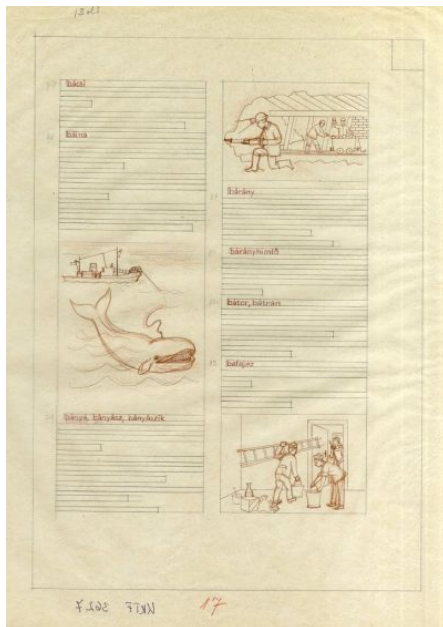 bácsi
bálna
bánya, bányász, bányászik
bárány
bárányhimlő
bátor, bátran
befejez
17